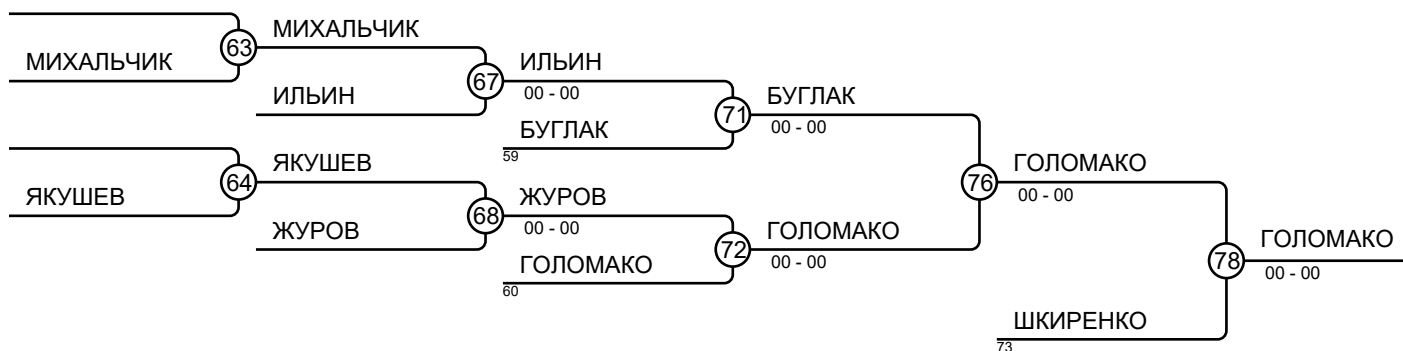 МИХАЛЬЧИК
63
МИХАЛЬЧИК
ИЛЬИН
67
ИЛЬИН
00 - 00
БУГЛАК
59
71
БУГЛАК
00 - 00
ЯКУШЕВ
64
ЯКУШЕВ
ЖУРОВ
68
ЖУРОВ
00 - 00
ГОЛОМАКО
60
72
ГОЛОМАКО
00 - 00
76
ГОЛОМАКО
00 - 00
ШКИРЕНКО
73
78
ГОЛОМАКО
00 - 00